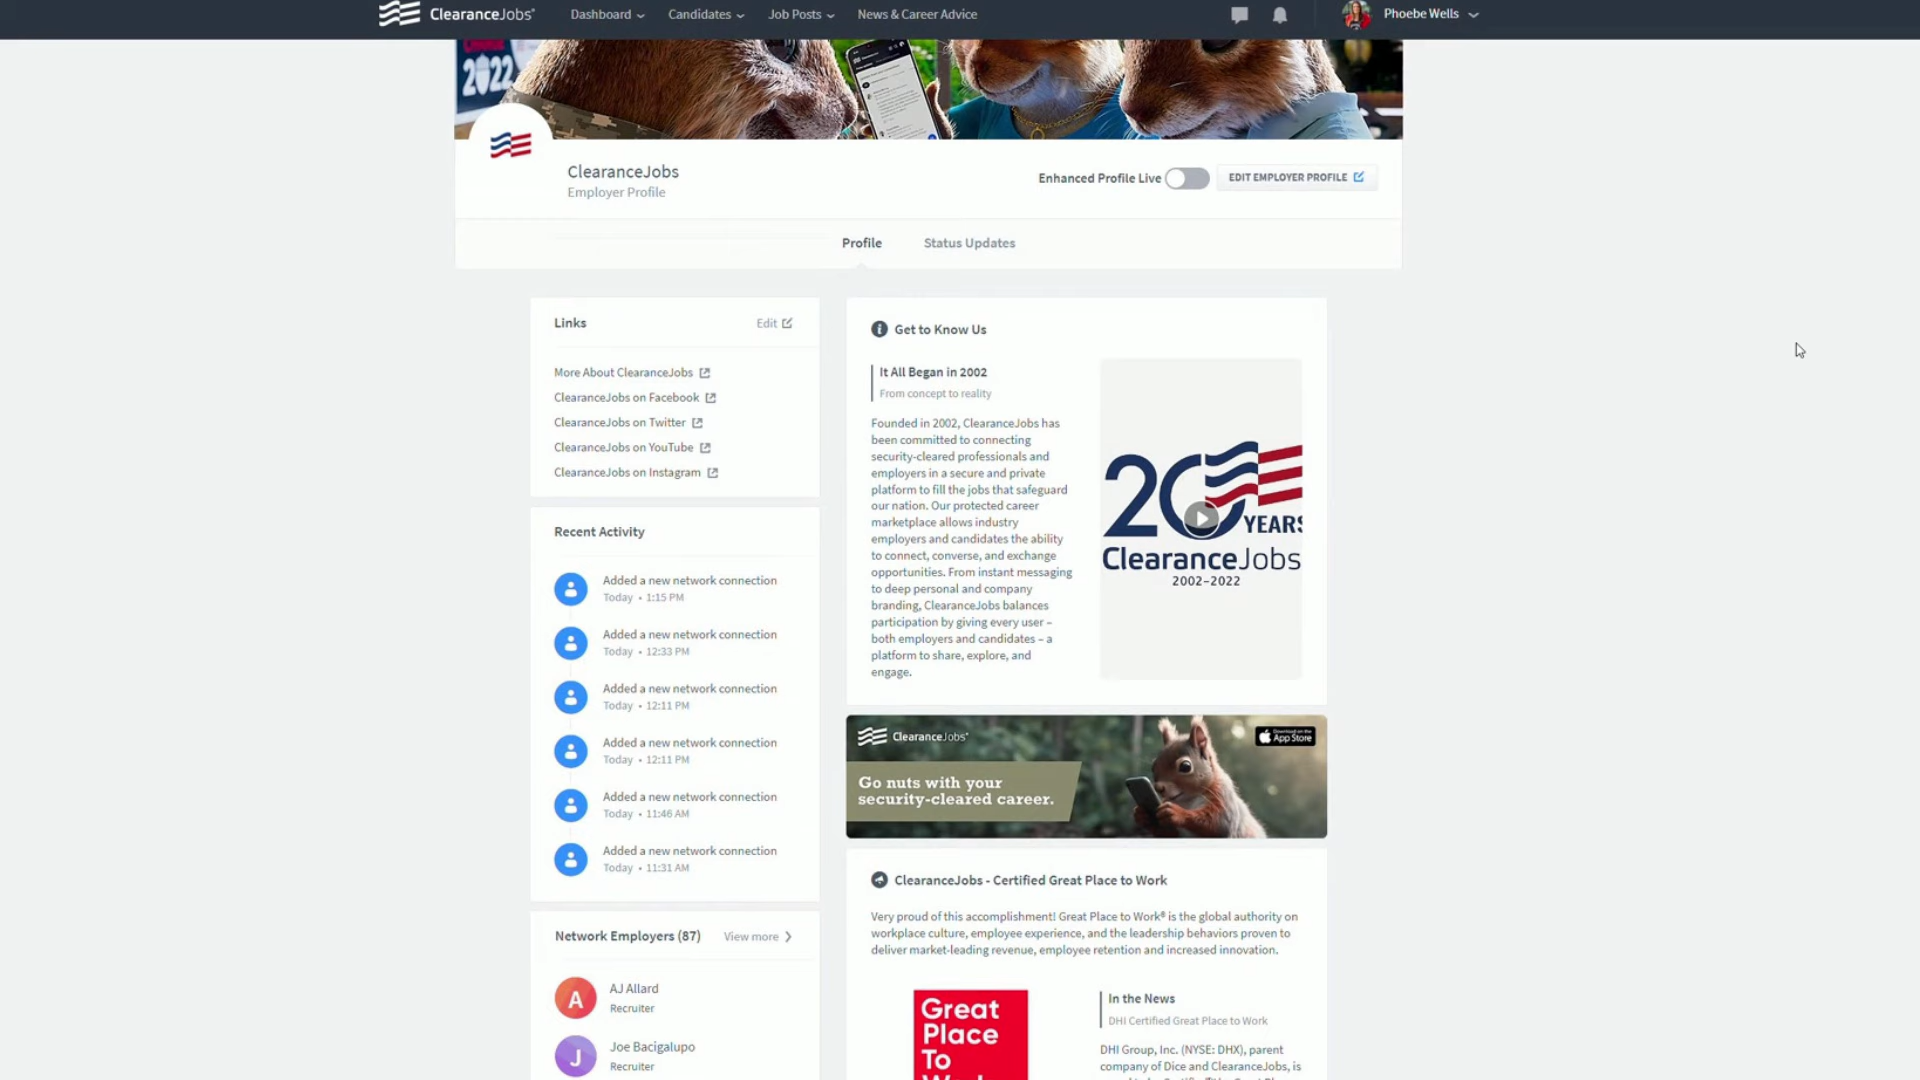 ClearanceJobs
Dashboard
Candidates
Job Posts
News & Career Advice
Phoebe Wells
2022
ClearanceJobs
Employer Profile
Enhanced Profile Live
EDIT EMPLOYER PROFILE
Profile
Status Updates
Links
Edit
More About ClearanceJobs
ClearanceJobs on Facebook
ClearanceJobs on Twitter
ClearanceJobs on YouTube
ClearanceJobs on Instagram
Recent Activity
Added a new network connection
Today • 1:15 PM
Added a new network connection
Today • 12:33 PM
Added a new network connection
Today • 12:11 PM
Added a new network connection
Today • 12:11 PM
Added a new network connection
Today • 11:46 AM
Added a new network connection
Today • 11:31 AM
Network Employers (87)
View more
A
AJ Allard
Recruiter
J
Joe Bacigalupo
Recruiter
Get to Know Us
It All Began in 2002
From concept to reality
Founded in 2002, ClearanceJobs has
been committed to connecting
security-cleared professionals and
employers in a secure and private
platform to fill the jobs that safeguard
our nation. Our protected career
marketplace allows industry
employers and candidates the ability
to connect, converse, and exchange
opportunities. From instant messaging
to deep personal and company
branding, ClearanceJobs balances
participation by giving every user –
both employers and candidates – a
platform to share, explore, and
engage.
20 YEARS
ClearanceJobs
2002-2022
ClearanceJobs
Download on the
App Store
Go nuts with your
security-cleared career.
ClearanceJobs - Certified Great Place to Work
Very proud of this accomplishment! Great Place to Work® is the global authority on
workplace culture, employee experience, and the leadership behaviors proven to
deliver market-leading revenue, employee retention and increased innovation.
Great
Place
To
In the News
DHI Certified Great Place to Work
DHI Group, Inc. (NYSE: DHX), parent
company of Dice and ClearanceJobs, is